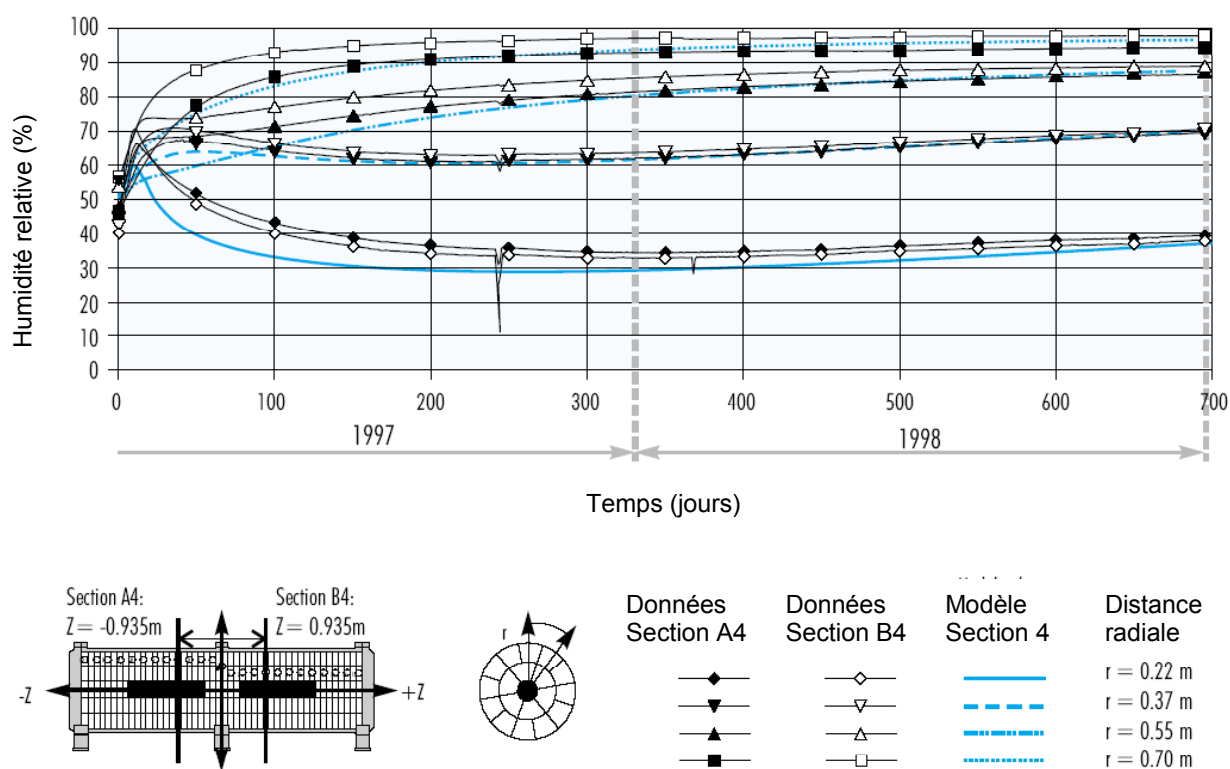 Humidité relative (%)
100
90
80
70
60
50
40
30
20
10
0
0 100 200 300 400 500 600 700
1997 1998
Temps (jours)
Section A4: Section B4:
Z = -0.935m Z = 0.935m
-Z +Z
r
Données Données Modèle Distance
Section A4 Section B4 Section 4 radiale
r = 0.22 m
r = 0.37 m
r = 0.55 m
r = 0.70 m